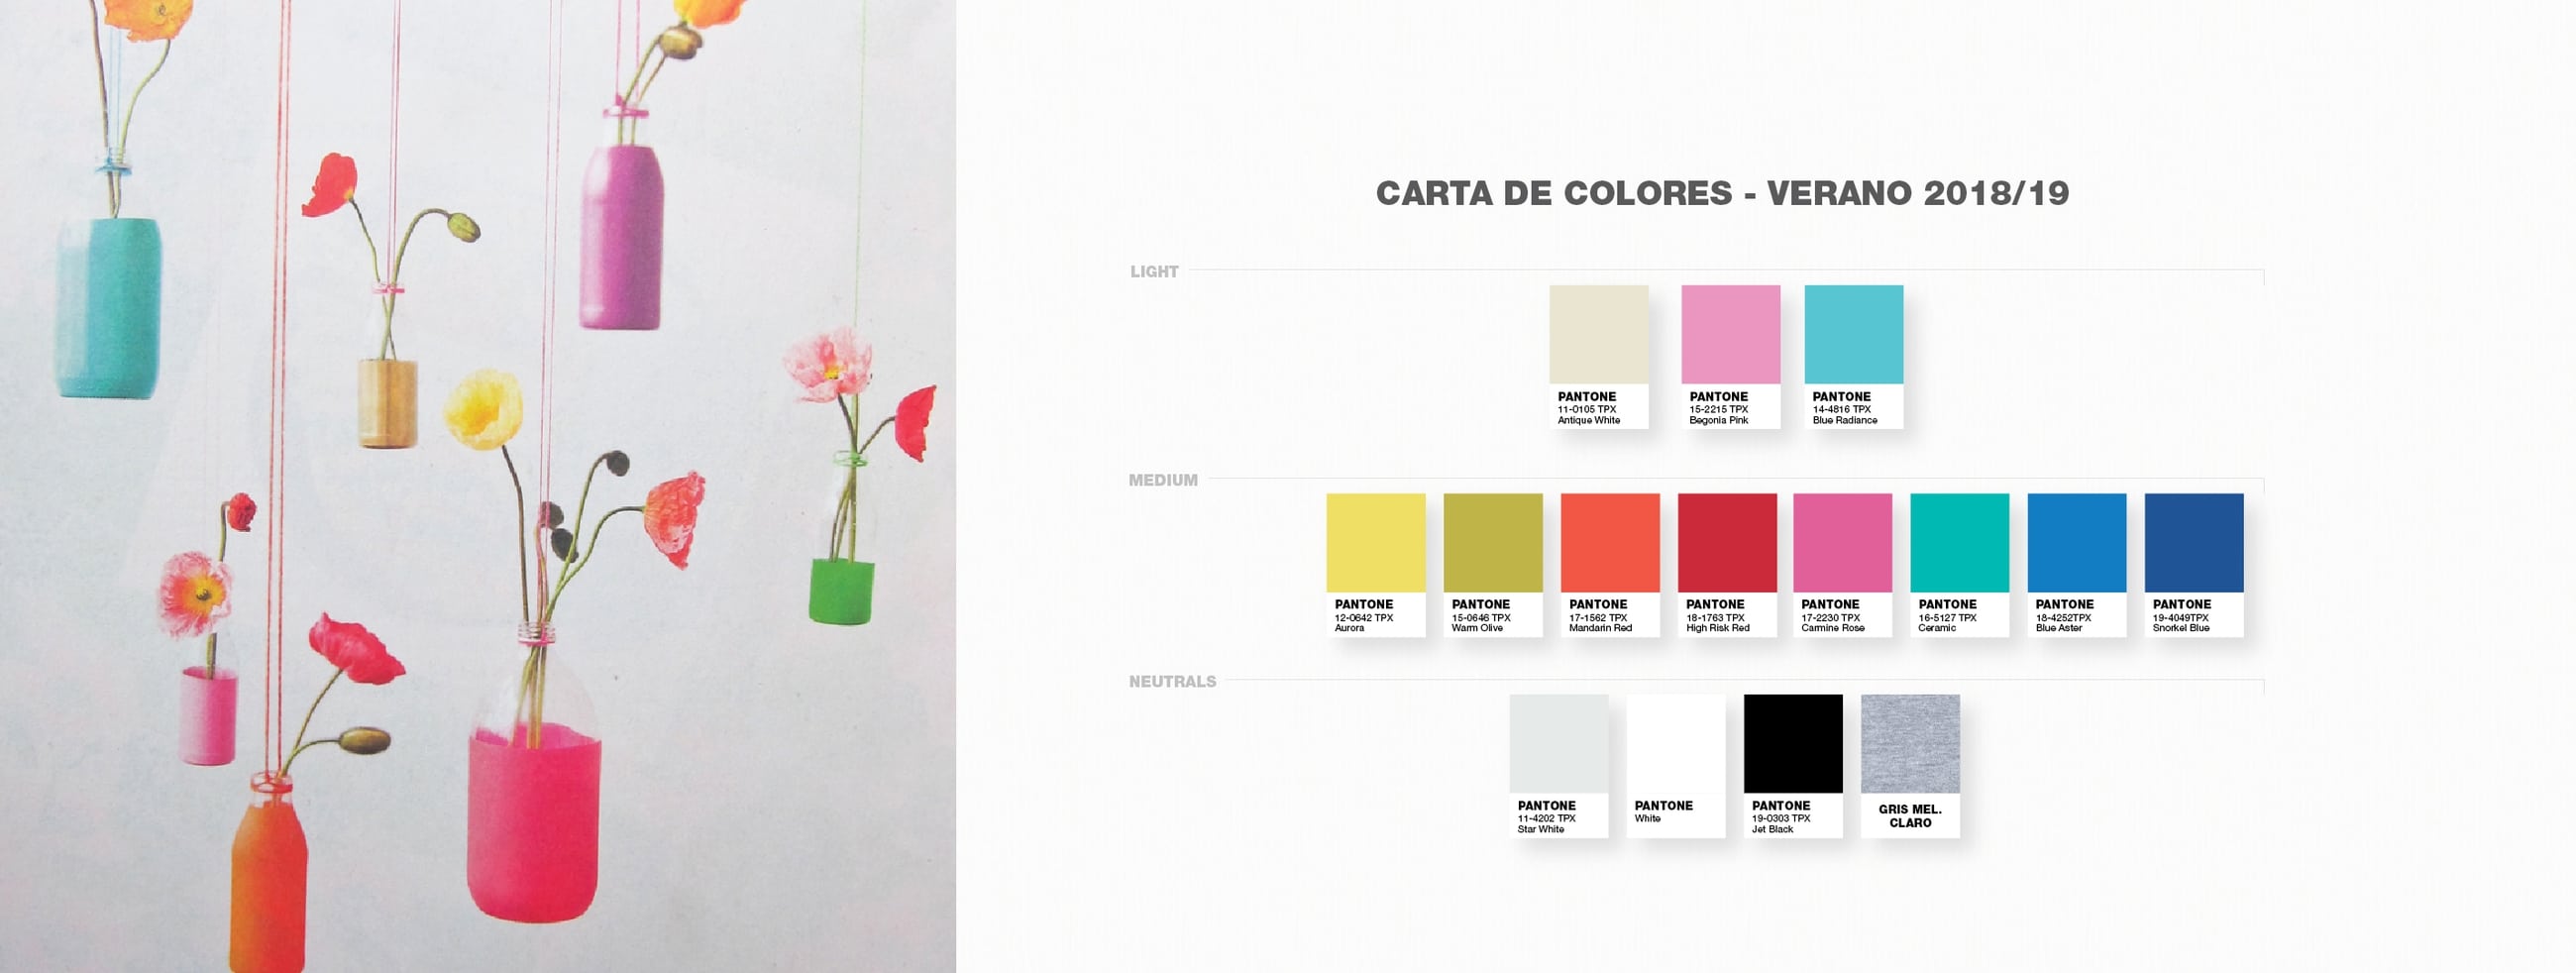 CARTA DE COLORES - VERANO 2018/19
LIGHT
PANTONE
11-0105 TPX
Antique White
PANTONE
15-2215 TPX
Begonia Pink
PANTONE
14-4816 TPX
Blue Radiance
MEDIUM
PANTONE
12-0642 TPX
Aurora
PANTONE
15-0646 TPX
Warm Olive
PANTONE
17-1562 TPX
Mandarin Red
PANTONE
18-1763 TPX
High Risk Red
PANTONE
17-2230 TPX
Carmine Rose
PANTONE
16-5127 TPX
Ceramic
PANTONE
18-4252TPX
Blue Aster
PANTONE
19-4049TPX
Snorkel Blue
NEUTRALS
PANTONE
11-4202 TPX
Star White
PANTONE
White
PANTONE
19-0303 TPX
Jet Black
GRIS MEL.
CLARO